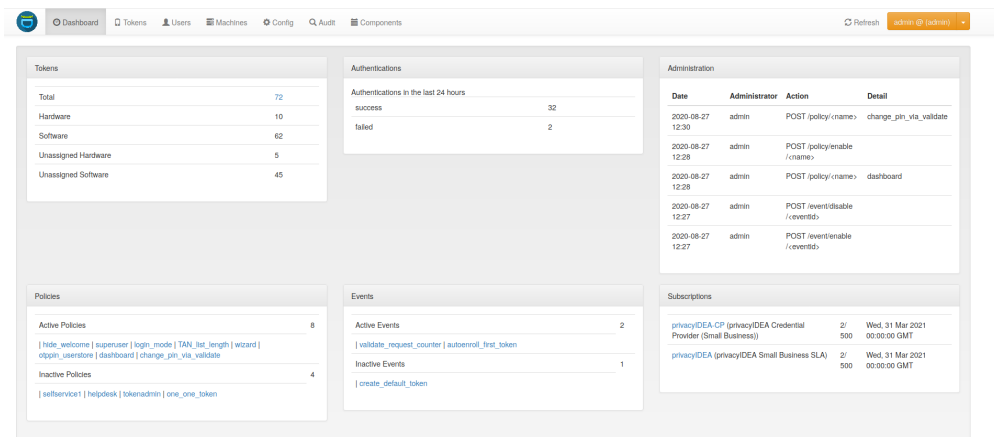 Dashboard Tokens Users Machines Config Audit Components Refresh admin @ (admin)
Tokens
Total 72
Hardware 10
Software 62
Unassigned Hardware 5
Unassigned Software 45
Authentications
Authentications in the last 24 hours
success 32
failed 2
Administration
Date Administrator Action Detail
2020-08-27 admin POST /policy/<name> change_pin_via_validate
12:30
2020-08-27 admin POST /policy/enable
12:28 /<name>
2020-08-27 admin POST /policy/<name> dashboard
12:28
2020-08-27 admin POST /event/disable
12:27 /<eventid>
2020-08-27 admin POST /event/enable
12:27 /<eventid>
Policies
Active Policies 8
| hide_welcome | superuser | login_mode | TAN_list_length | wizard |
otppin_userstore | dashboard | change_pin_via_validate
Inactive Policies 4
| selfservice1 | helpdesk | tokenadmin | one_one_token
Events
Active Events 2
| validate_request_counter | autoenroll_first_token
Inactive Events 1
| create_default_token
Subscriptions
privacyIDEA-CP (privacyIDEA Credential 2/ Wed, 31 Mar 2021
Provider (Small Business)) 500 00:00:00 GMT
privacyIDEA (privacyIDEA Small Business SLA) 2/ Wed, 31 Mar 2021
500 00:00:00 GMT